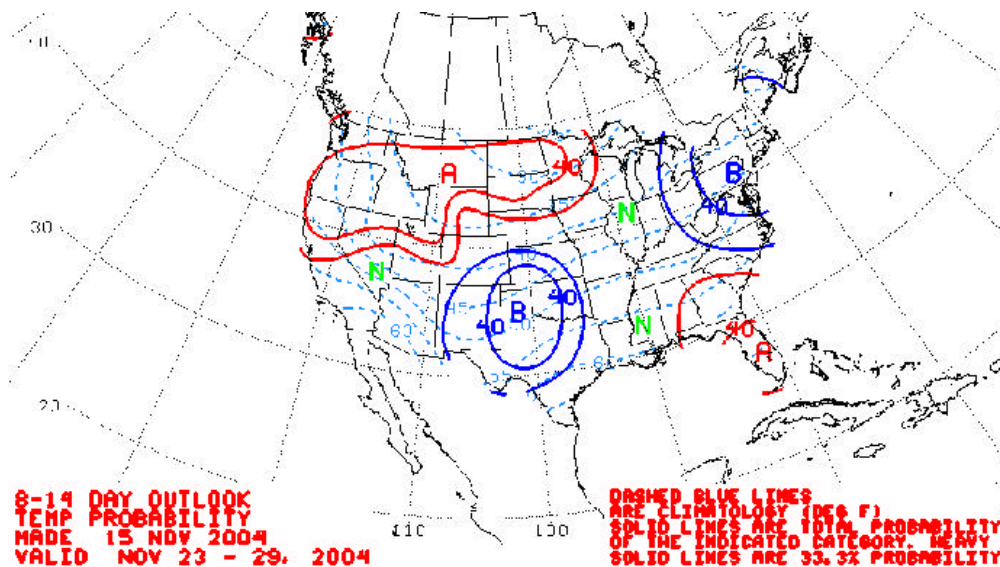 A
40
B
40
30
N
N
40
B
40
N
40
A
60
20
8-14 DAY OUTLOOK
TEMP PROBABILITY
MADE 15 NOV 2004
VALID NOV 23 - 29, 2004
110
100
DASHED BLUE LINES
ARE CLIMATOLOGY (DEG F)
SOLID LINES ARE TOTAL PROBABILITY
OF THE INDICATED CATEGORY. HEAVY
SOLID LINES ARE 33.3% PROBABILITY